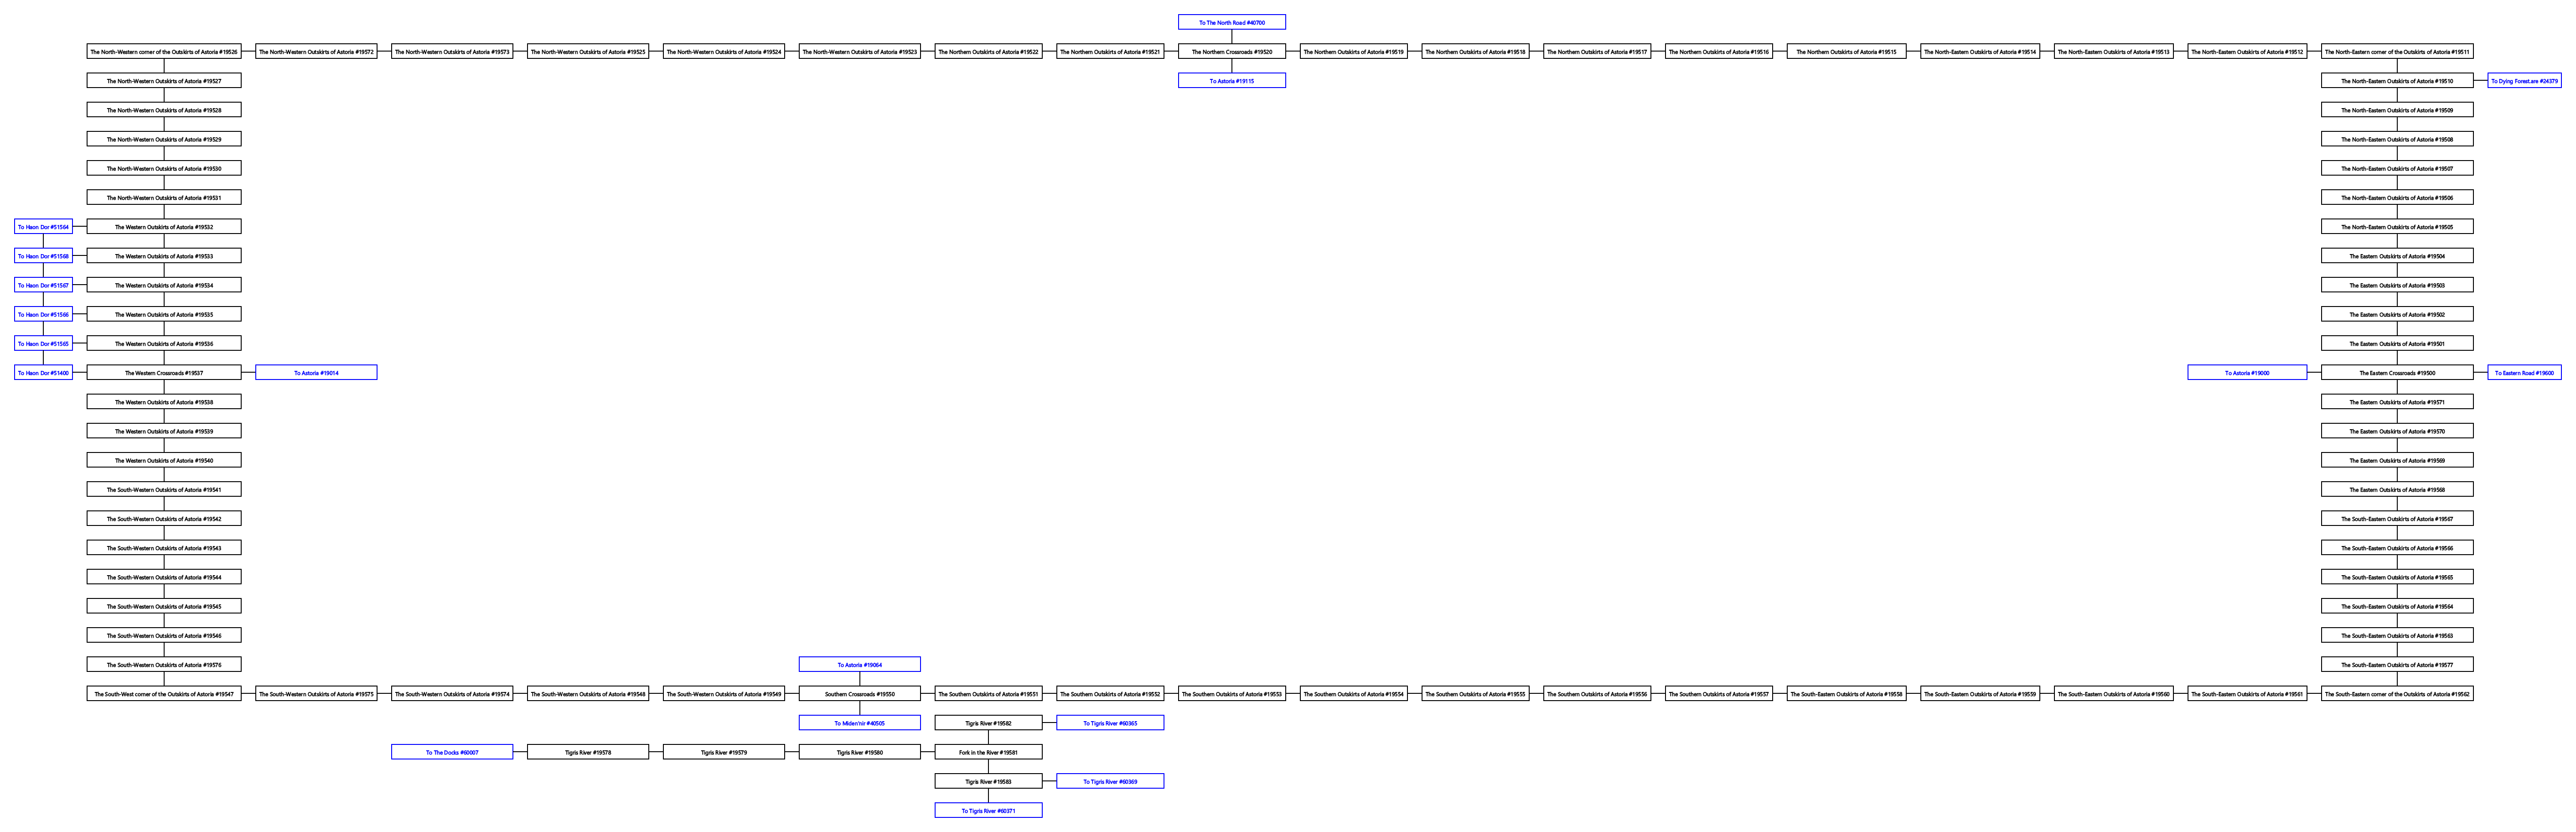 To The North Road #40700
The North-Western corner of the Outskirts of Astoria #19526
The North-Western Outskirts of Astoria #19572
The North-Western Outskirts of Astoria #19573
The North-Western Outskirts of Astoria #19525
The North-Western Outskirts of Astoria #19524
The North-Western Outskirts of Astoria #19523
The Northern Outskirts of Astoria #19522
The Northern Outskirts of Astoria #19521
The Northern Crossroads #19520
The Northern Outskirts of Astoria #19519
The Northern Outskirts of Astoria #19518
The Northern Outskirts of Astoria #19517
The Northern Outskirts of Astoria #19516
The Northern Outskirts of Astoria #19515
The North-Eastern Outskirts of Astoria #19514
The North-Eastern Outskirts of Astoria #19513
The North-Eastern Outskirts of Astoria #19512
The North-Eastern corner of the Outskirts of Astoria #19511
The North-Western Outskirts of Astoria #19527
To Astoria #19115
The North-Eastern Outskirts of Astoria #19510
To Dying Forest.are #24379
The North-Western Outskirts of Astoria #19528
The North-Eastern Outskirts of Astoria #19509
The North-Western Outskirts of Astoria #19529
The North-Eastern Outskirts of Astoria #19508
The North-Western Outskirts of Astoria #19530
The North-Eastern Outskirts of Astoria #19507
The North-Western Outskirts of Astoria #19531
The North-Eastern Outskirts of Astoria #19506
To Haon Dor #51564
The Western Outskirts of Astoria #19532
The North-Eastern Outskirts of Astoria #19505
To Haon Dor #51568
The Western Outskirts of Astoria #19533
The Eastern Outskirts of Astoria #19504
To Haon Dor #51567
The Western Outskirts of Astoria #19534
The Eastern Outskirts of Astoria #19503
To Haon Dor #51566
The Western Outskirts of Astoria #19535
The Eastern Outskirts of Astoria #19502
To Haon Dor #51565
The Western Outskirts of Astoria #19536
The Eastern Outskirts of Astoria #19501
To Haon Dor #51400
The Western Crossroads #19537
To Astoria #19014
To Astoria #19000
The Eastern Crossroads #19500
To Eastern Road #19600
The Western Outskirts of Astoria #19538
The Eastern Outskirts of Astoria #19571
The Western Outskirts of Astoria #19539
The Eastern Outskirts of Astoria #19570
The Western Outskirts of Astoria #19540
The Eastern Outskirts of Astoria #19569
The South-Western Outskirts of Astoria #19541
The Eastern Outskirts of Astoria #19568
The South-Western Outskirts of Astoria #19542
The South-Eastern Outskirts of Astoria #19567
The South-Western Outskirts of Astoria #19543
The South-Eastern Outskirts of Astoria #19566
The South-Western Outskirts of Astoria #19544
The South-Eastern Outskirts of Astoria #19565
The South-Western Outskirts of Astoria #19545
The South-Eastern Outskirts of Astoria #19564
The South-Western Outskirts of Astoria #19546
The South-Eastern Outskirts of Astoria #19563
The South-Western Outskirts of Astoria #19576
To Astoria #19064
The South-Eastern Outskirts of Astoria #19577
The South-West corner of the Outskirts of Astoria #19547
The South-Western Outskirts of Astoria #19575
The South-Western Outskirts of Astoria #19574
The South-Western Outskirts of Astoria #19548
The South-Western Outskirts of Astoria #19549
Southern Crossroads #19550
The Southern Outskirts of Astoria #19551
The Southern Outskirts of Astoria #19552
The Southern Outskirts of Astoria #19553
The Southern Outskirts of Astoria #19554
The Southern Outskirts of Astoria #19555
The Southern Outskirts of Astoria #19556
The Southern Outskirts of Astoria #19557
The South-Eastern Outskirts of Astoria #19558
The South-Eastern Outskirts of Astoria #19559
The South-Eastern Outskirts of Astoria #19560
The South-Eastern Outskirts of Astoria #19561
The South-Eastern corner of the Outskirts of Astoria #19562
To Miden'nir #40505
Tigris River #19582
To Tigris River #60365
To The Docks #60007
Tigris River #19578
Tigris River #19579
Tigris River #19580
Fork in the River #19581
Tigris River #19583
To Tigris River #60369
To Tigris River #60371